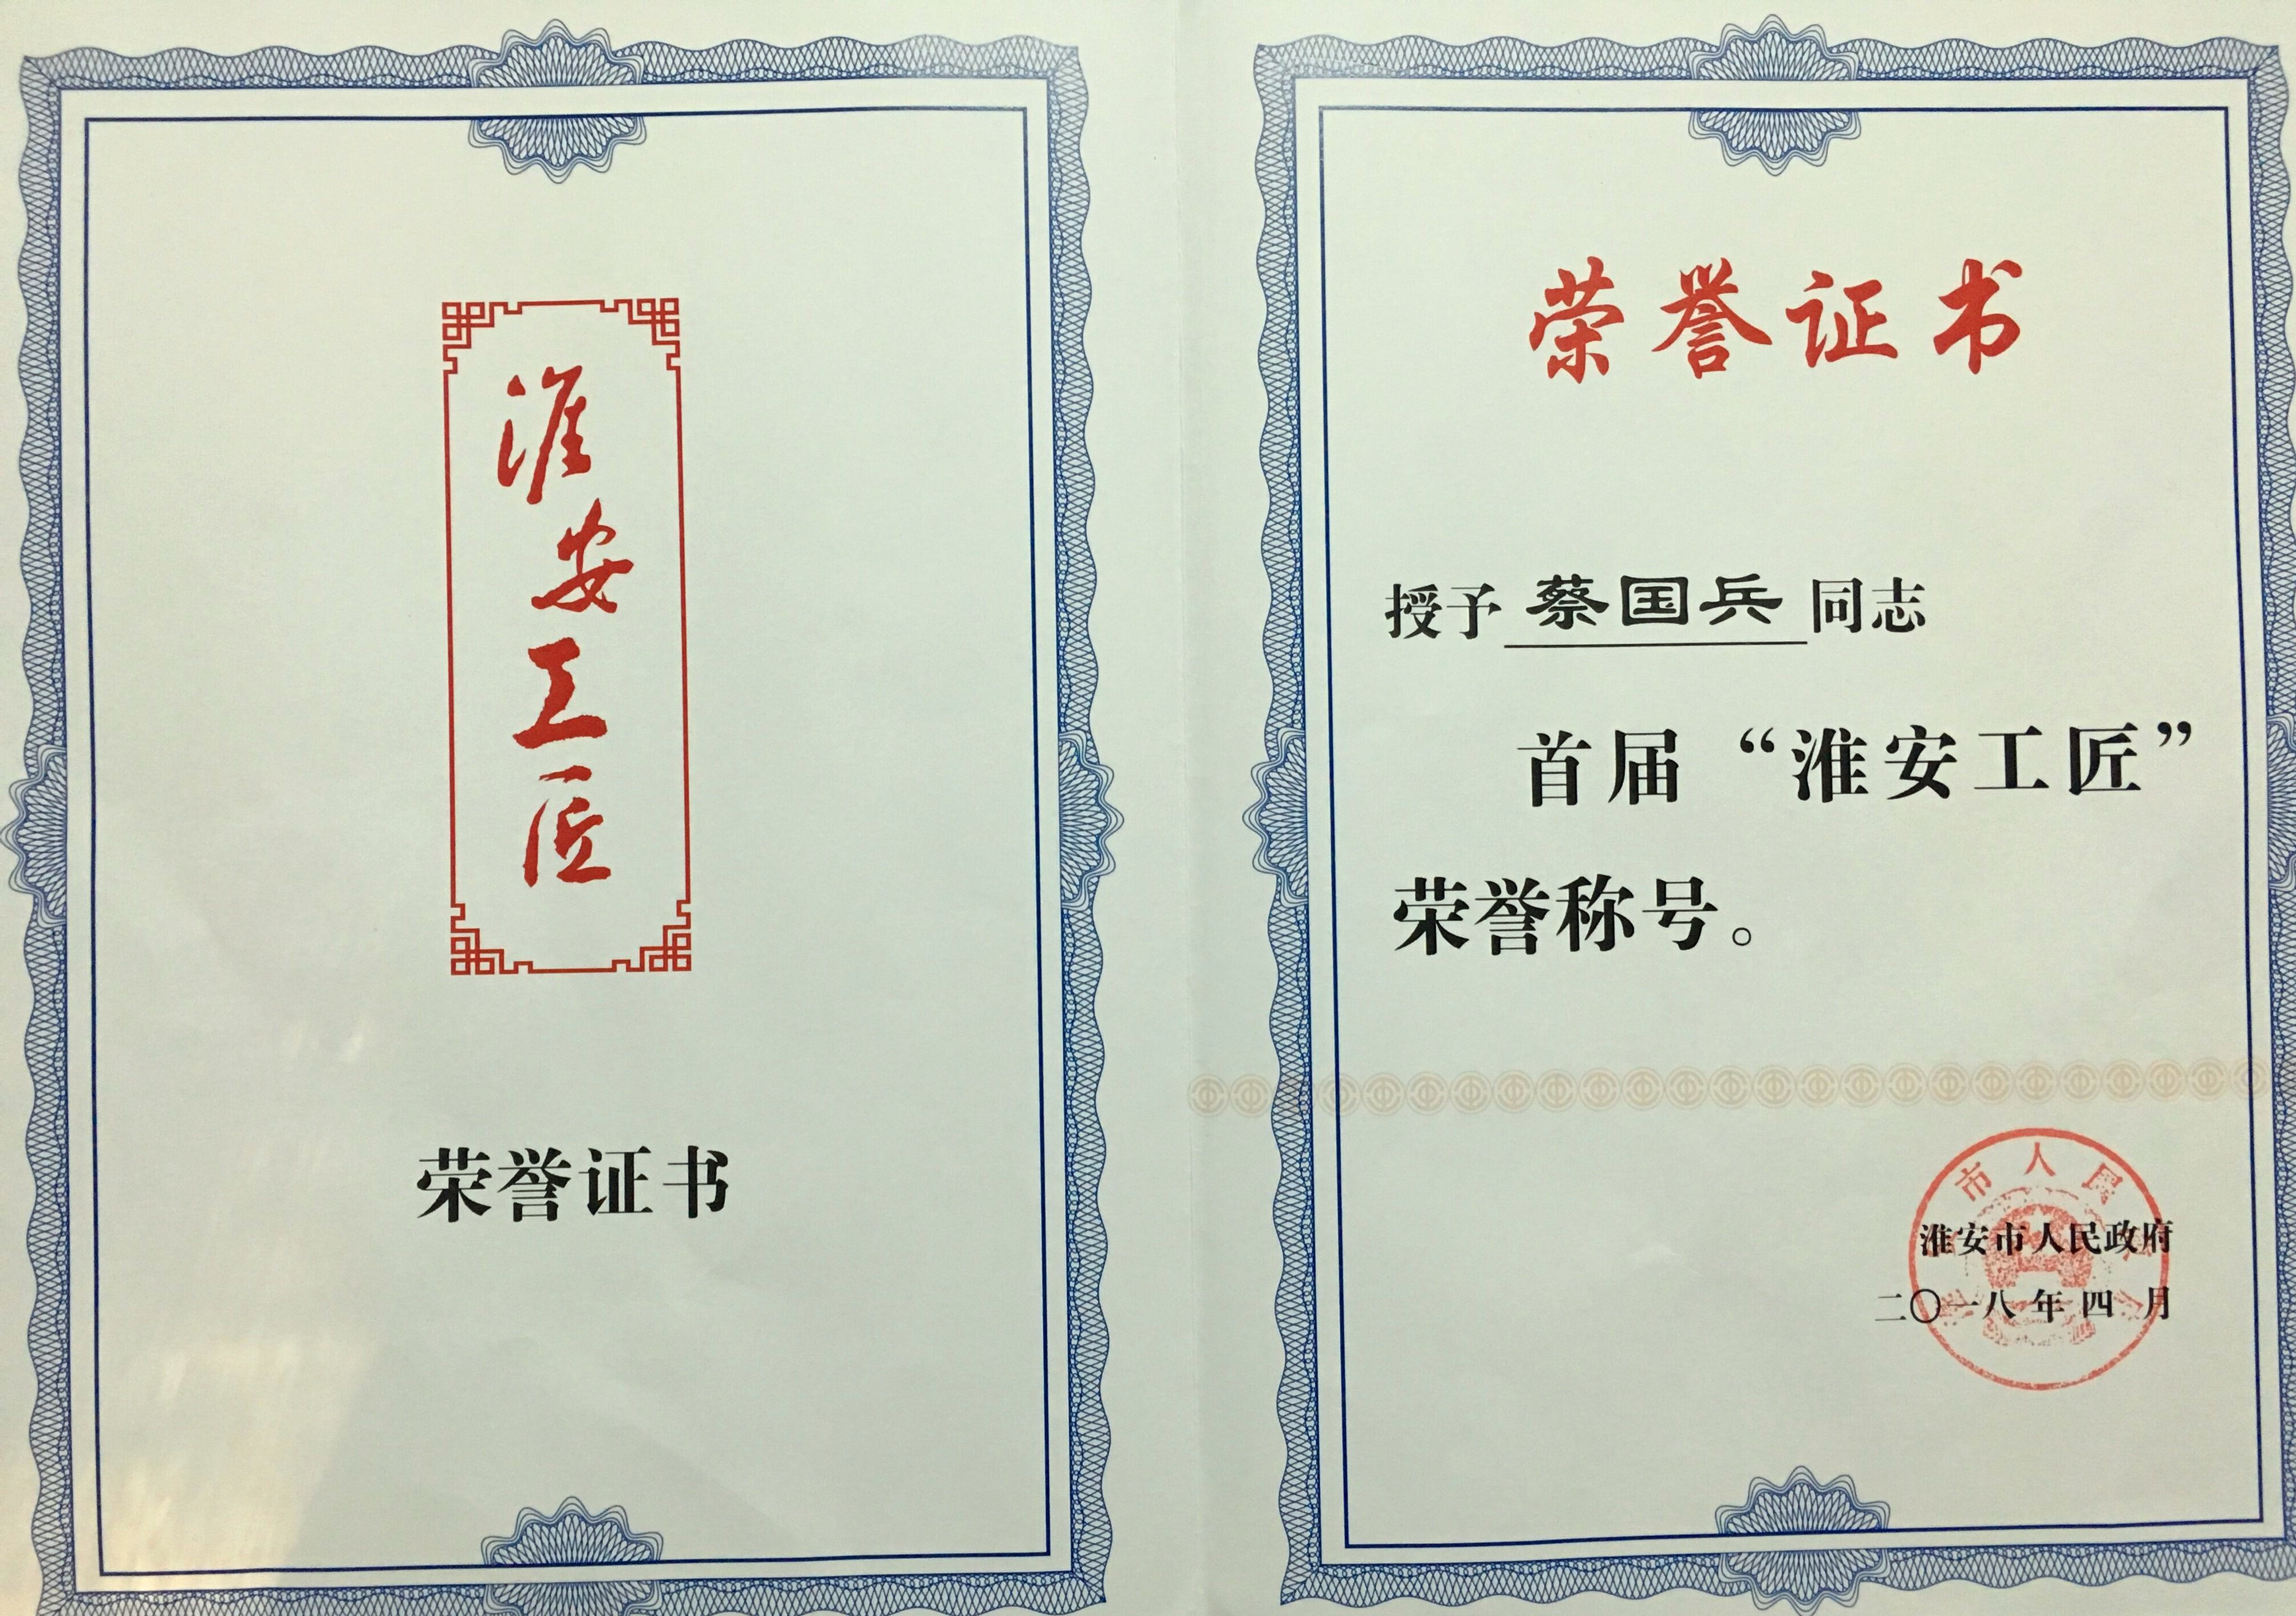 淮安工匠
荣誉证书
荣誉证书
授予 蔡国兵 同志
首届“淮安工匠”
荣誉称号。
市人民
淮安市人民政府
二〇一八年四月